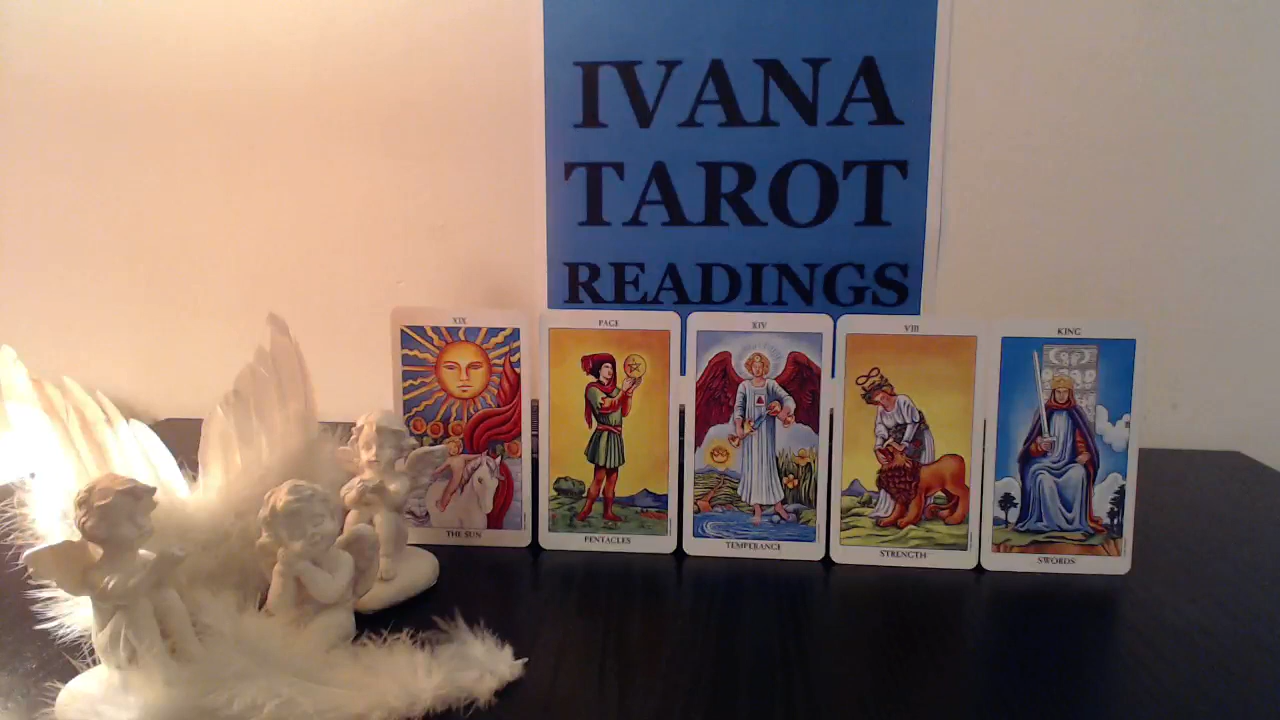 IVANA
TAROT
READINGS
XIX
THE SUN
PAGE
PENTACLES
XIV
TEMPERANCE
VIII
STRENGTH
KING
SWORDS